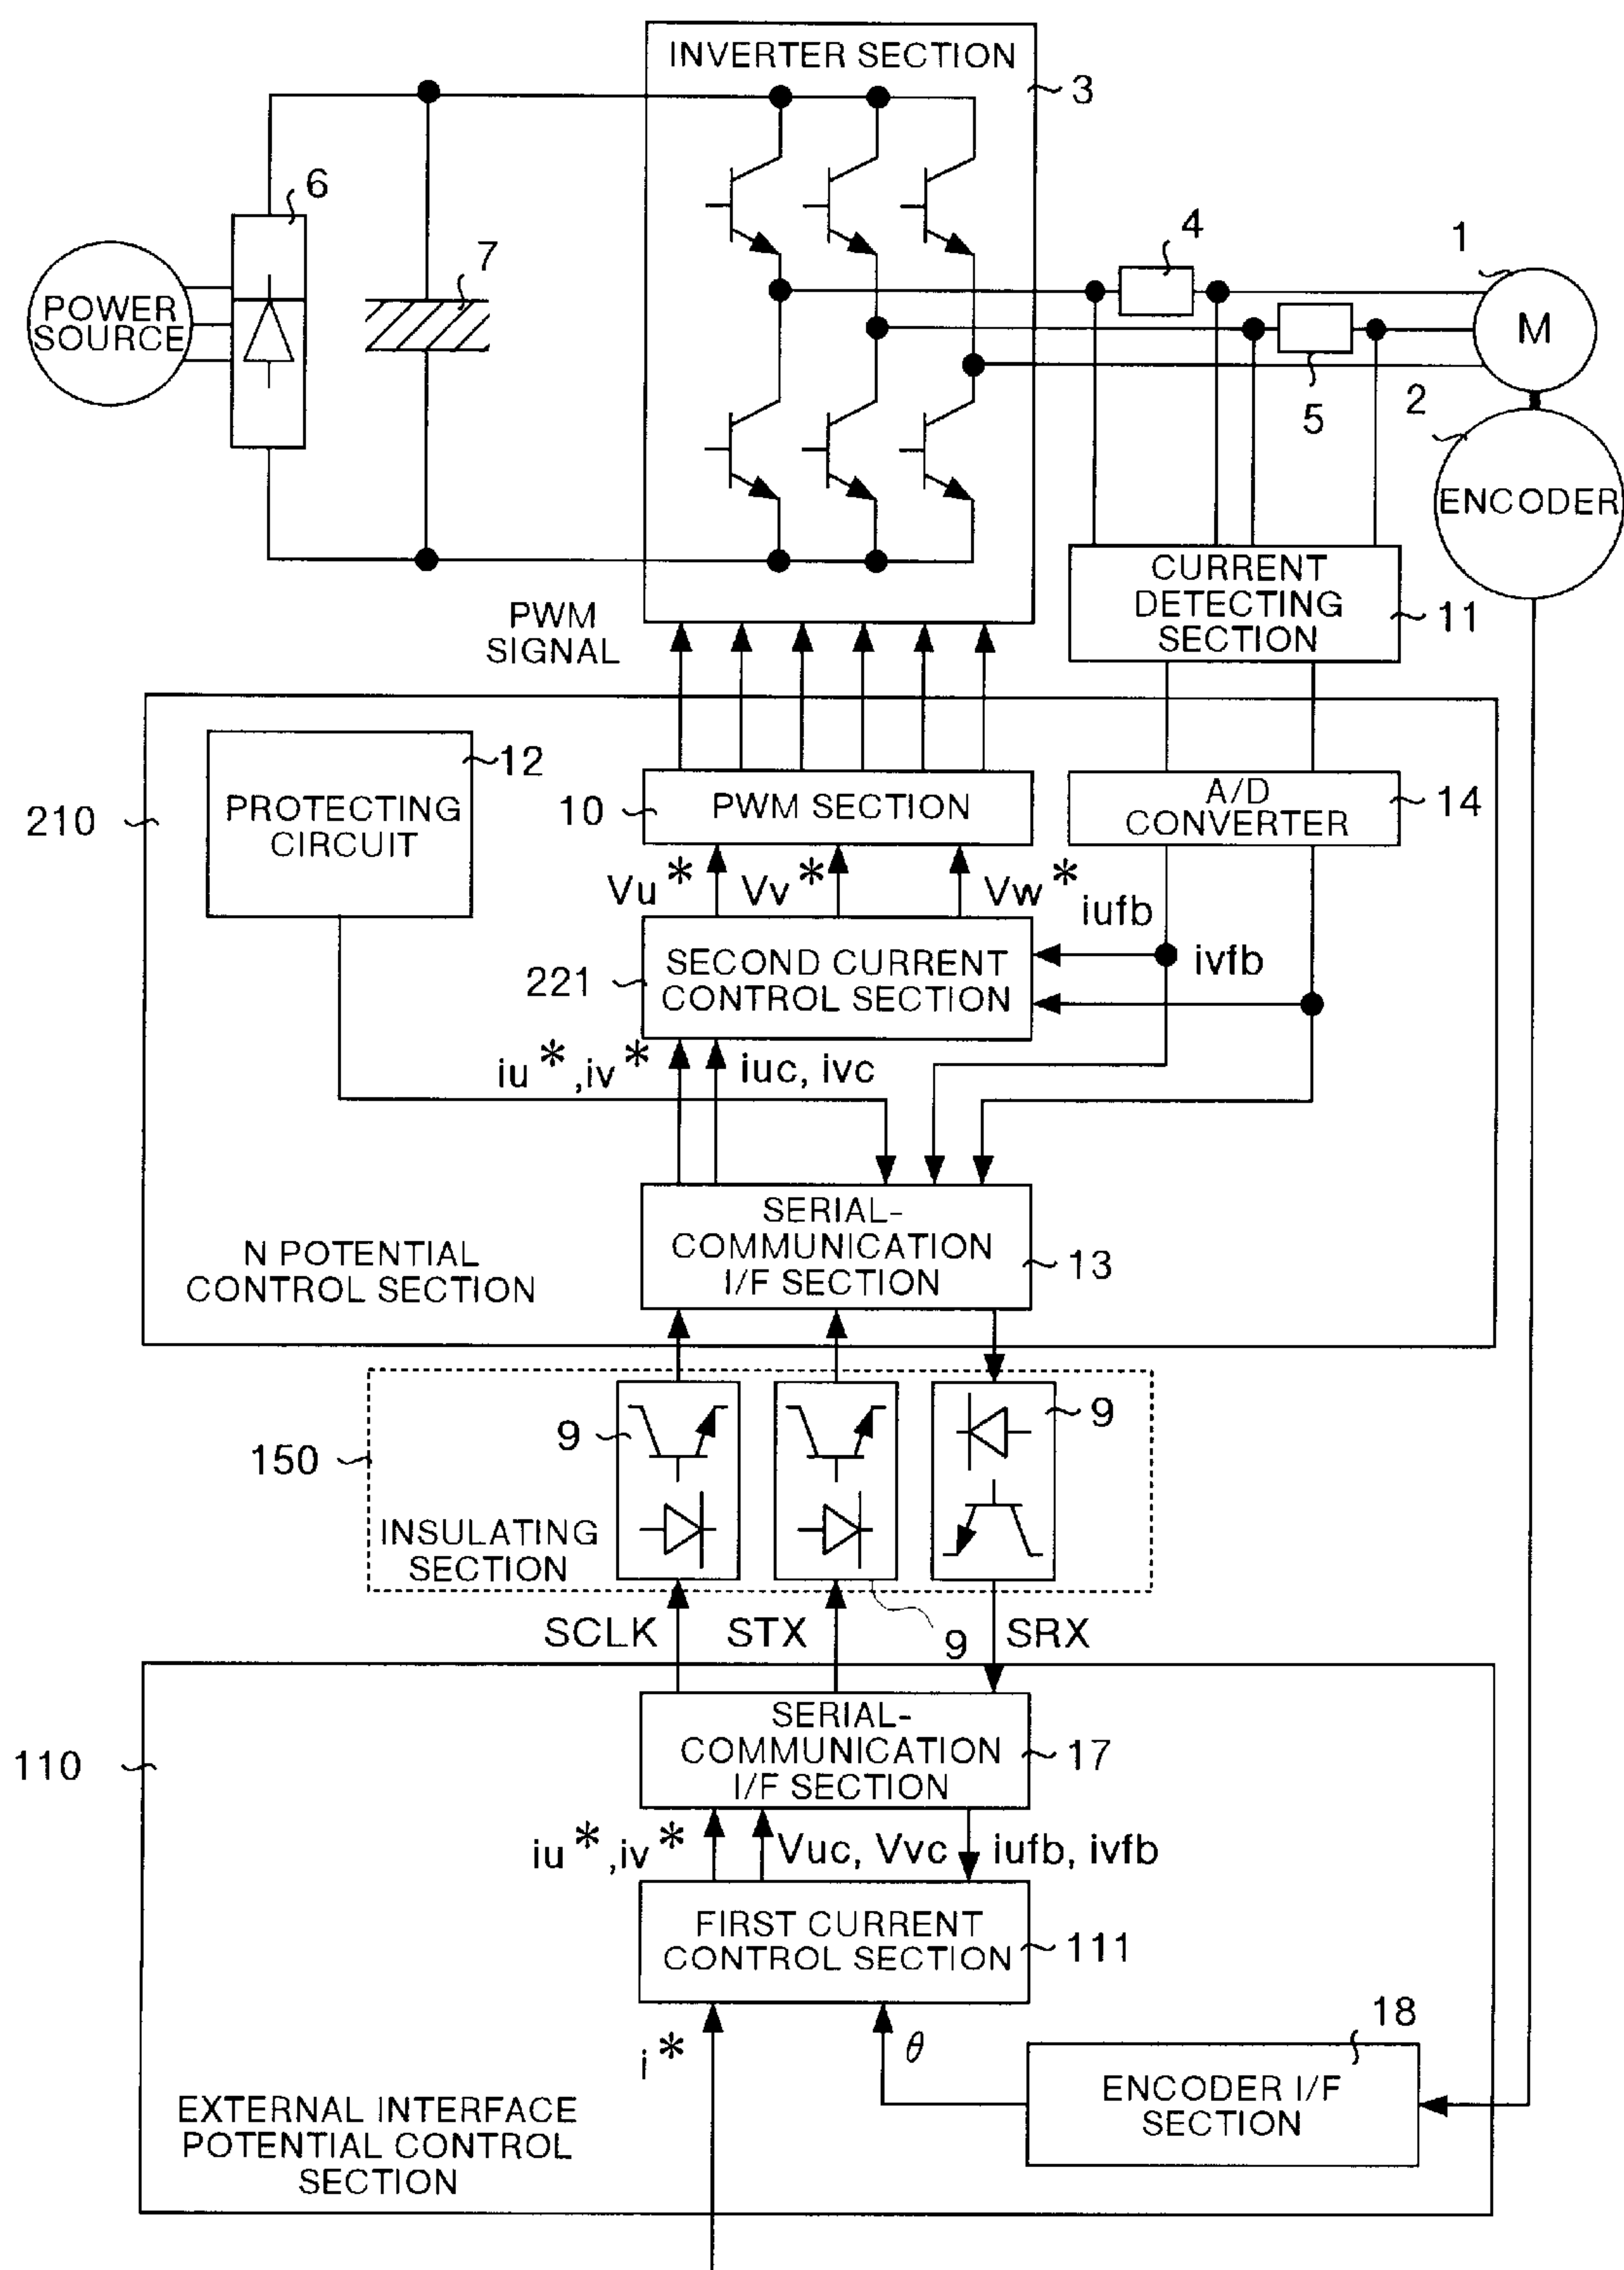 INVERTER SECTION
3
6
POWER
SOURCE
7
4
1
M
5
2
ENCODER
CURRENT
DETECTING
SECTION
11
PWM
SIGNAL
12
PROTECTING
CIRCUIT
210
10
PWM SECTION
A/D
CONVERTER
14
Vu*
Vv*
Vw*
iufb
221
SECOND CURRENT
CONTROL SECTION
ivfb
iu*,iv*
iuc, ivc
SERIAL-
COMMUNICATION
I/F SECTION
13
N POTENTIAL
CONTROL SECTION
150
9
9
INSULATING
SECTION
SCLK
STX
9
SRX
110
SERIAL-
COMMUNICATION
I/F SECTION
17
iu*,iv*
Vuc, Vvc
iufb, ivfb
FIRST CURRENT
CONTROL SECTION
111
i*
θ
18
ENCODER I/F
SECTION
EXTERNAL INTERFACE
POTENTIAL CONTROL
SECTION